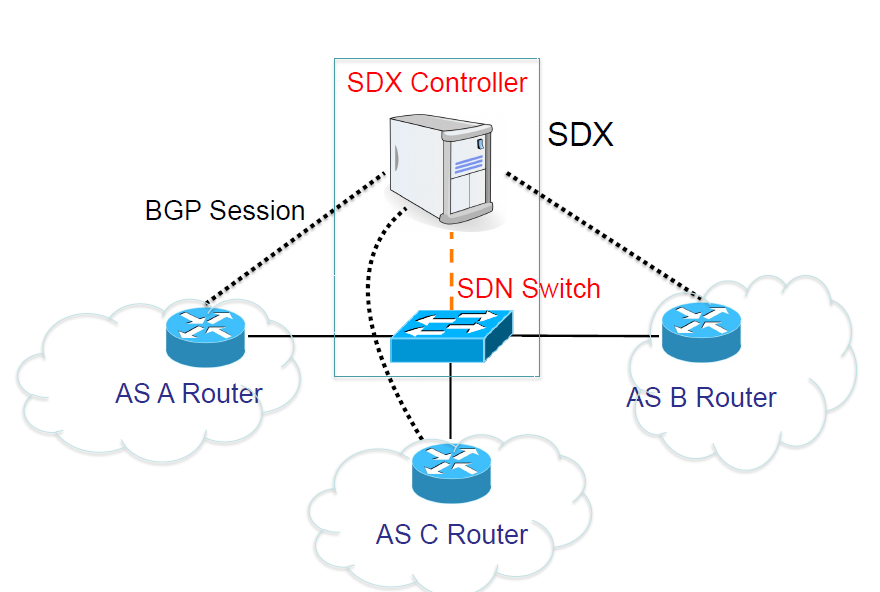 SDX Controller
SDX
BGP Session
SDN Switch
AS A Router
AS B Router
AS C Router